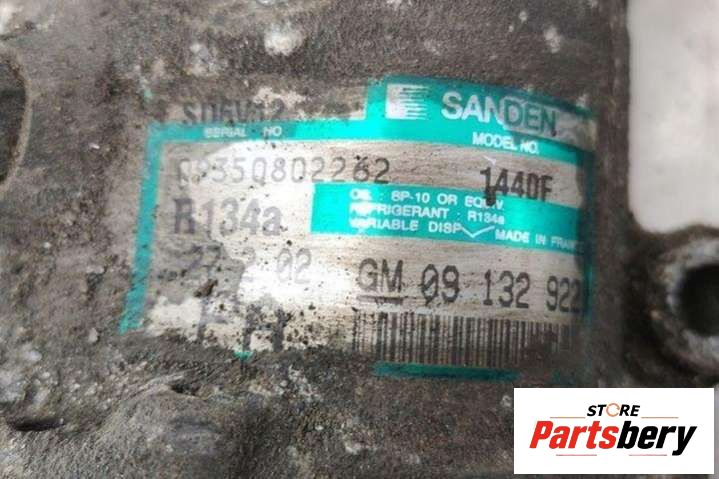 SD6V12 SANDEN
SERIAL NO MODEL NO.
1440F
OIL : SP-10 OR EQUIV.
REFRIGERANT : R134a
R134a
VARIABLE DISP. MADE IN FRANCE
GM 09 132 922
STORE
Partsbery